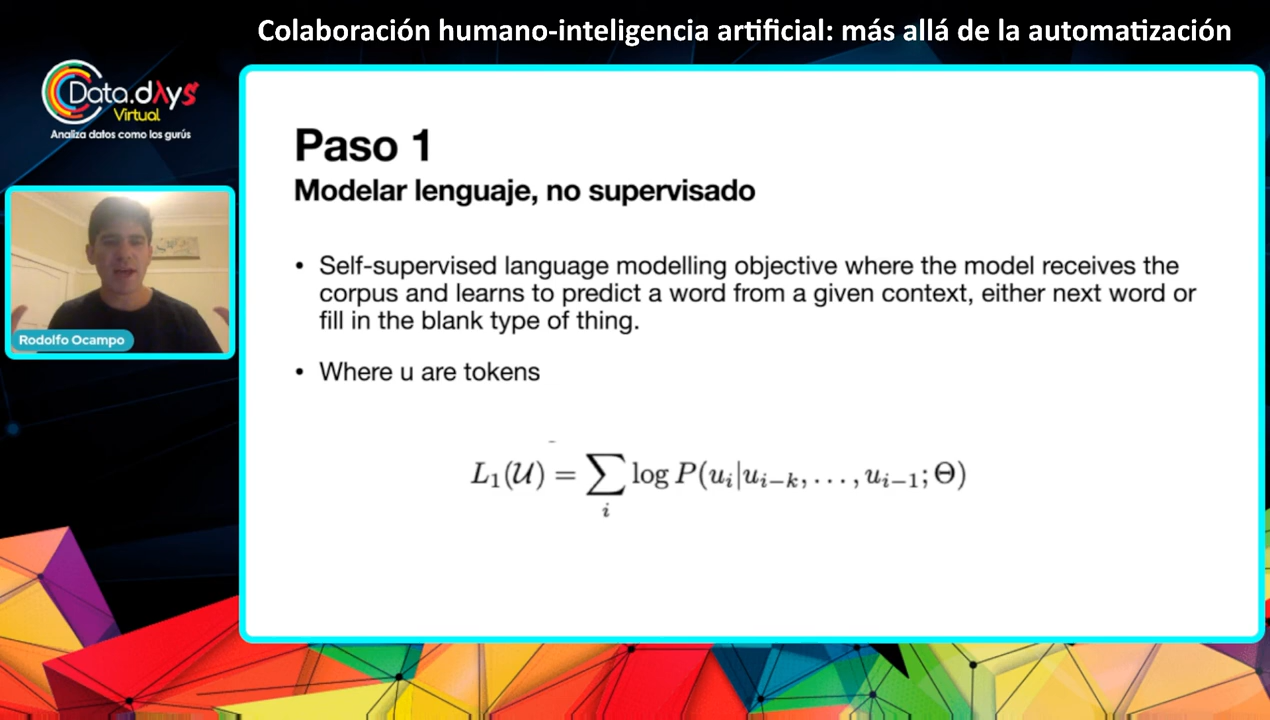 Colaboración humano-inteligencia artificial: más allá de la automatización
Data.dAys
Virtual
Analiza datos como los gurús
Paso 1
Modelar lenguaje, no supervisado
• Self-supervised language modelling objective where the model receives the
corpus and learns to predict a word from a given context, either next word or
fill in the blank type of thing.
• Where u are tokens
L₁(𝒰) = ∑ᵢ log P(uᵢ|uᵢ₋ₖ, . . . , uᵢ₋₁; Θ)
Rodolfo Ocampo